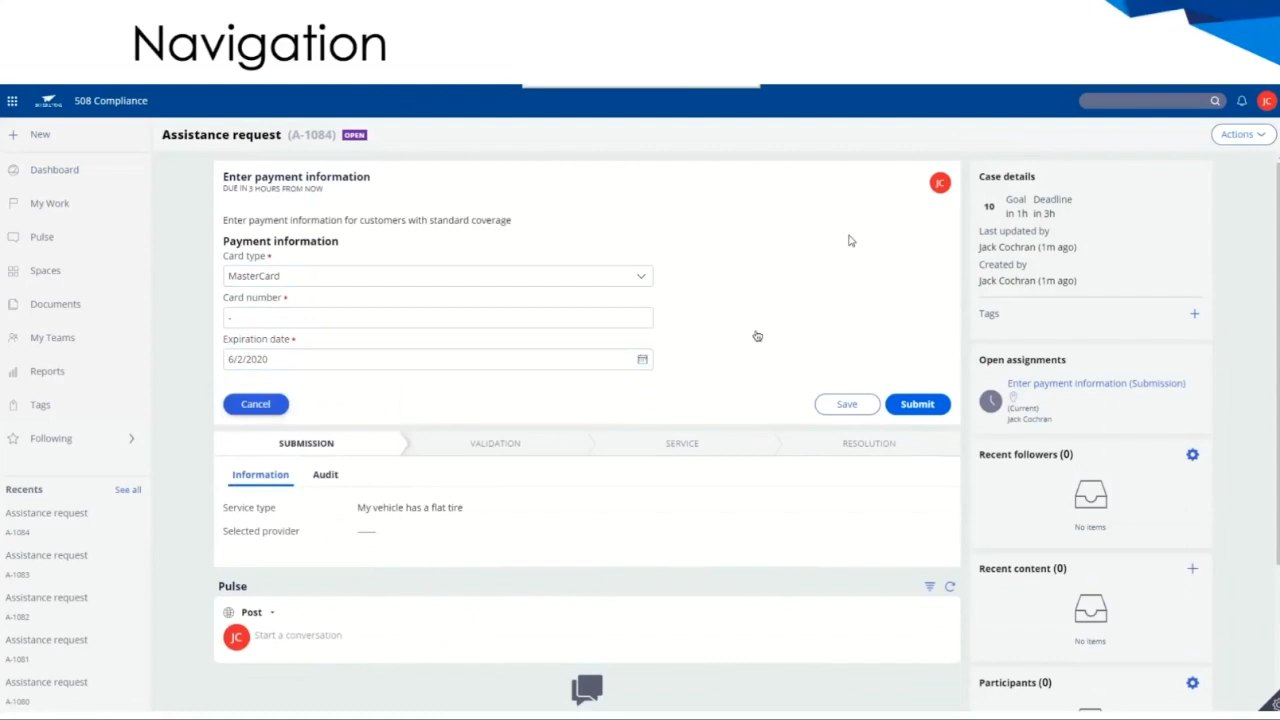 Navigation
508 Compliance
JC
New
Assistance request (A-1084) OPEN
Actions
Dashboard
My Work
Pulse
Spaces
Documents
My Teams
Reports
Tags
Following
Recents See all
Assistance request
A-1084
Assistance request
A-1083
Assistance request
A-1082
Assistance request
A-1081
Assistance request
A-1080
Enter payment information
DUE IN 3 HOURS FROM NOW
JC
Enter payment information for customers with standard coverage
Payment information
Card type *
MasterCard
Card number *
-
Expiration date *
6/2/2020
Cancel Save Submit
SUBMISSION VALIDATION SERVICE RESOLUTION
Information Audit
Service type My vehicle has a flat tire
Selected provider -----
Pulse
Post
JC Start a conversation
Case details
10 Goal Deadline
in 1h in 3h
Last updated by
Jack Cochran (1m ago)
Created by
Jack Cochran (1m ago)
Tags
Open assignments
Enter payment information (Submission)
(Current)
Jack Cochran
Recent followers (0)
No items
Recent content (0)
No items
Participants (0)